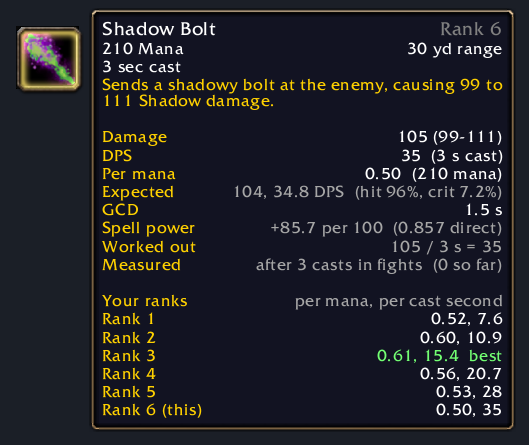 Shadow Bolt Rank 6
210 Mana 30 yd range
3 sec cast
Sends a shadowy bolt at the enemy, causing 99 to
111 Shadow damage.
Damage 105 (99-111)
DPS 35 (3 s cast)
Per mana 0.50 (210 mana)
Expected 104, 34.8 DPS (hit 96%, crit 7.2%)
GCD 1.5 s
Spell power +85.7 per 100 (0.857 direct)
Worked out 105 / 3 s = 35
Measured after 3 casts in fights (0 so far)
Your ranks per mana, per cast second
Rank 1 0.52, 7.6
Rank 2 0.60, 10.9
Rank 3 0.61, 15.4 best
Rank 4 0.56, 20.7
Rank 5 0.53, 28
Rank 6 (this) 0.50, 35